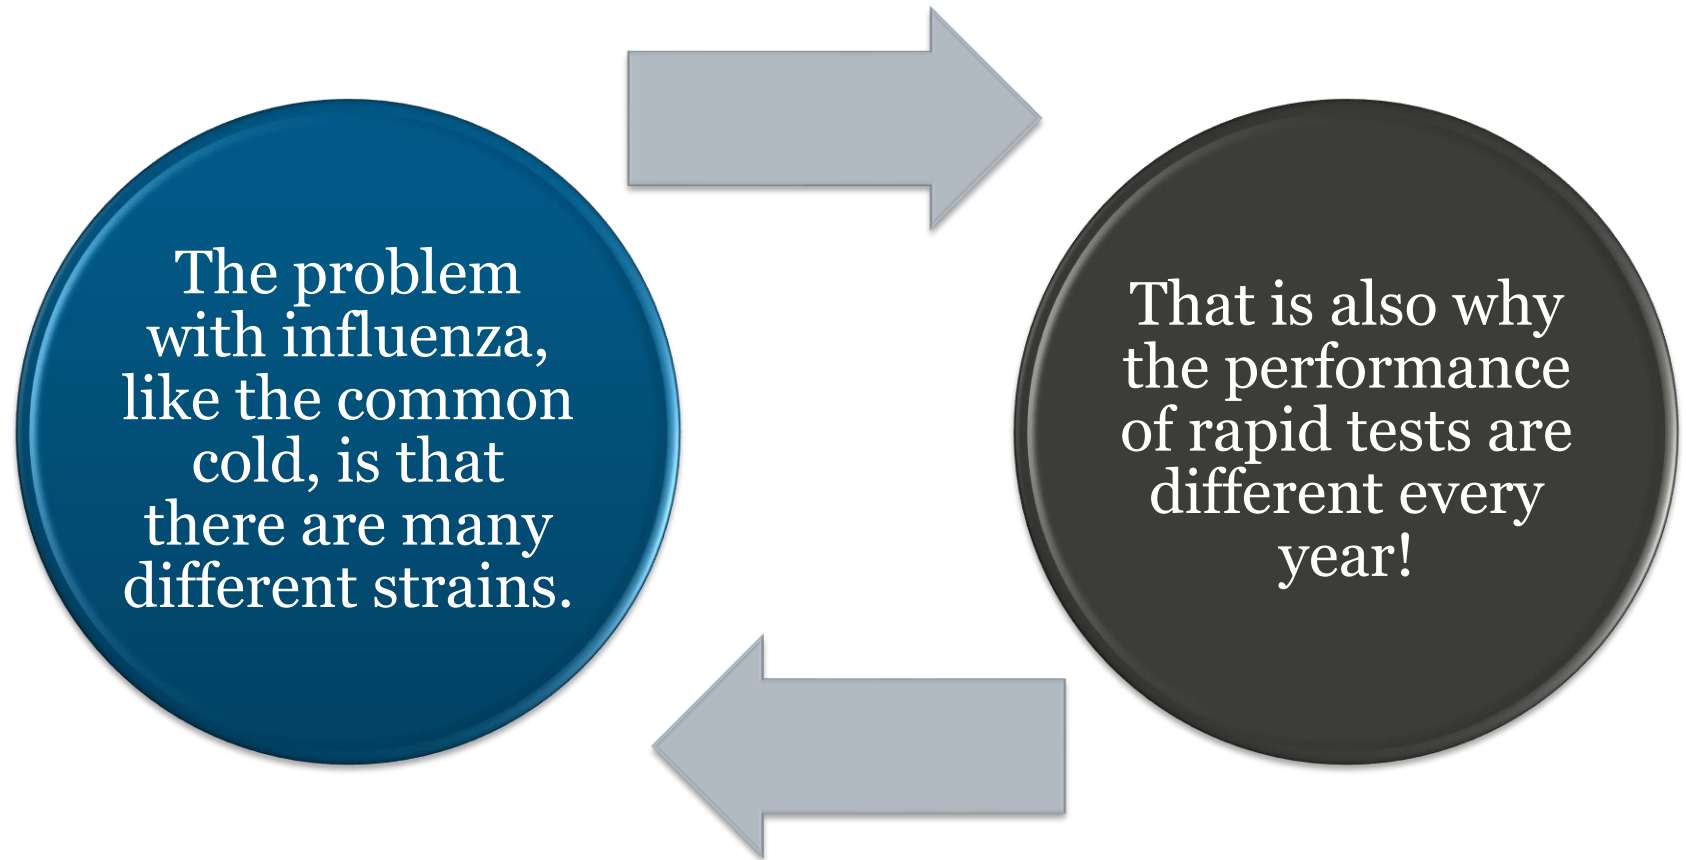 The problem
with influenza,
like the common
cold, is that
there are many
different strains.
That is also why
the performance
of rapid tests are
different every
year!